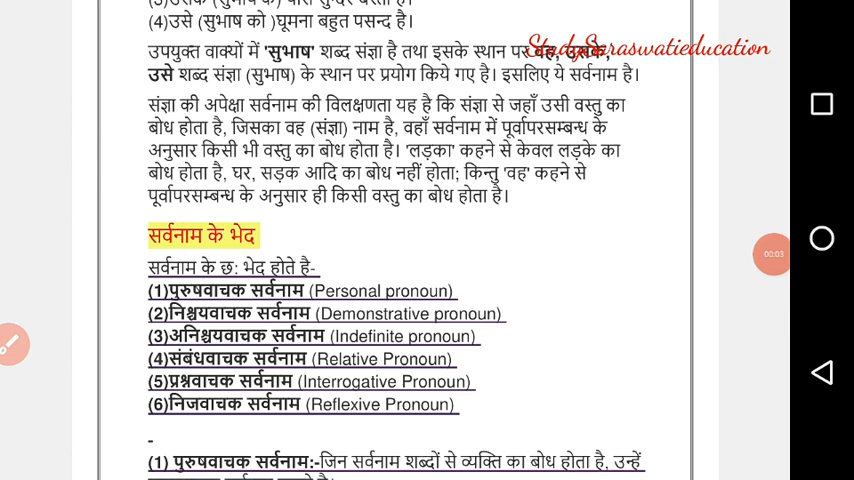 (4)उसे (सुभाष को )घूमना बहुत पसन्द है।
StudySaraswatieducation
उपयुक्त वाक्यों में 'सुभाष' शब्द संज्ञा है तथा इसके स्थान पर वह, उसके,
उसे शब्द संज्ञा (सुभाष) के स्थान पर प्रयोग किये गए है। इसलिए ये सर्वनाम है।
संज्ञा की अपेक्षा सर्वनाम की विलक्षणता यह है कि संज्ञा से जहाँ उसी वस्तु का
बोध होता है, जिसका वह (संज्ञा) नाम है, वहाँ सर्वनाम में पूर्वापरसम्बन्ध के
अनुसार किसी भी वस्तु का बोध होता है। 'लड़का' कहने से केवल लड़के का
बोध होता है, घर, सड़क आदि का बोध नहीं होता; किन्तु 'वह' कहने से
पूर्वापरसम्बन्ध के अनुसार ही किसी वस्तु का बोध होता है।
सर्वनाम के भेद
सर्वनाम के छ: भेद होते है-
(1)पुरुषवाचक सर्वनाम (Personal pronoun)
(2)निश्चयवाचक सर्वनाम (Demonstrative pronoun)
(3)अनिश्चयवाचक सर्वनाम (Indefinite pronoun)
(4)संबंधवाचक सर्वनाम (Relative Pronoun)
(5)प्रश्नवाचक सर्वनाम (Interrogative Pronoun)
(6)निजवाचक सर्वनाम (Reflexive Pronoun)
-
(1) पुरुषवाचक सर्वनाम:-जिन सर्वनाम शब्दों से व्यक्ति का बोध होता है, उन्हें
00:03